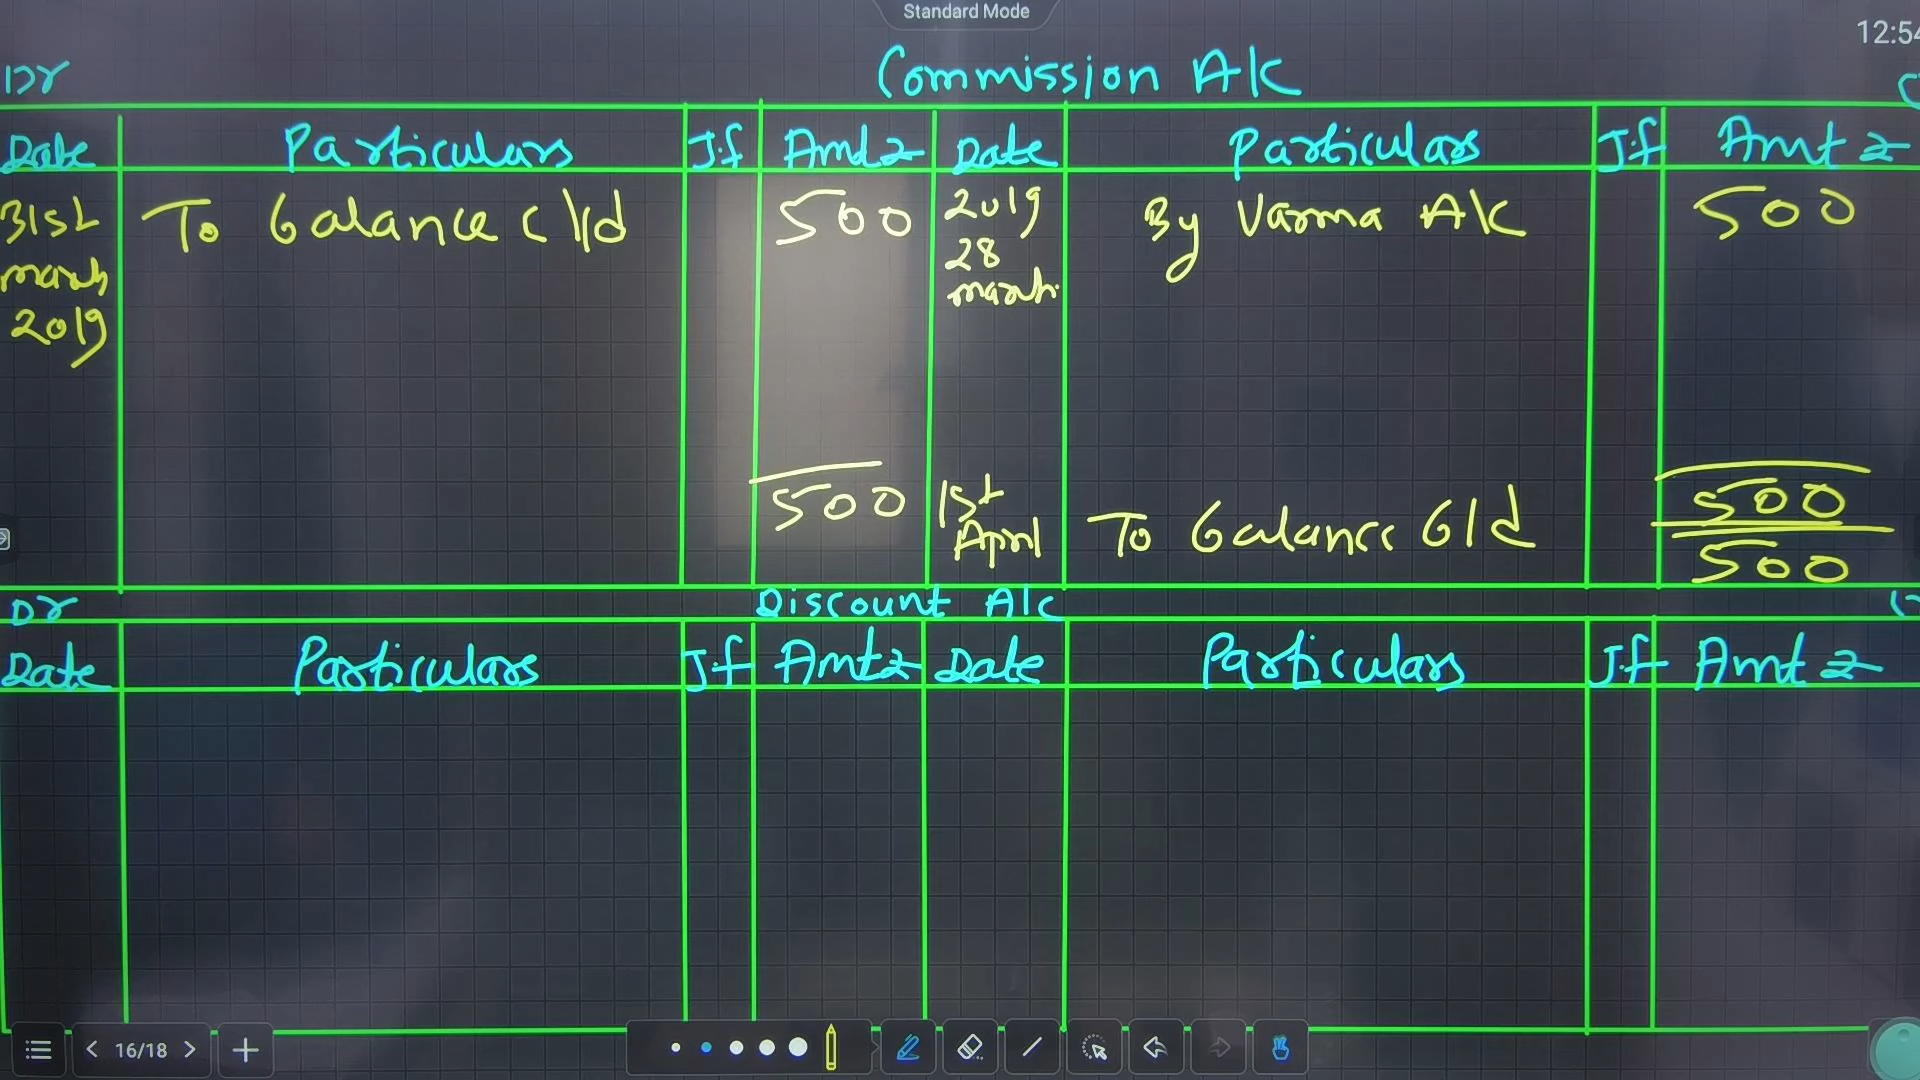 Standard Mode
12:54
Dr Commission A/c C
Date Particulars J.f Amt ₹ Date Particulars J.f Amt ₹
31st march 2019 To balance c/d 500 2019 28 march By Varma A/c 500
500 1st April To balance b/d 500
500
Dr Discount A/c C
Date Particulars J.f Amt ₹ Date Particulars J.f Amt ₹
16/18